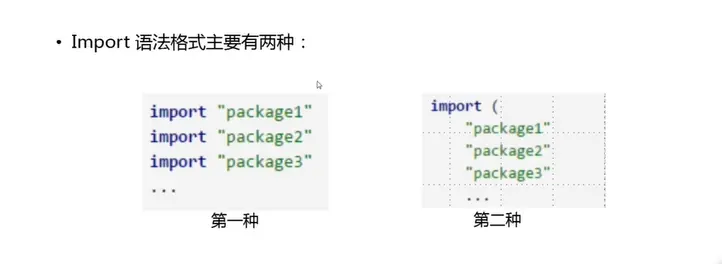 • Import 语法格式主要有两种：
import "package1"
import "package2"
import "package3"
...
第一种
import (
"package1"
"package2"
"package3"
...
第二种